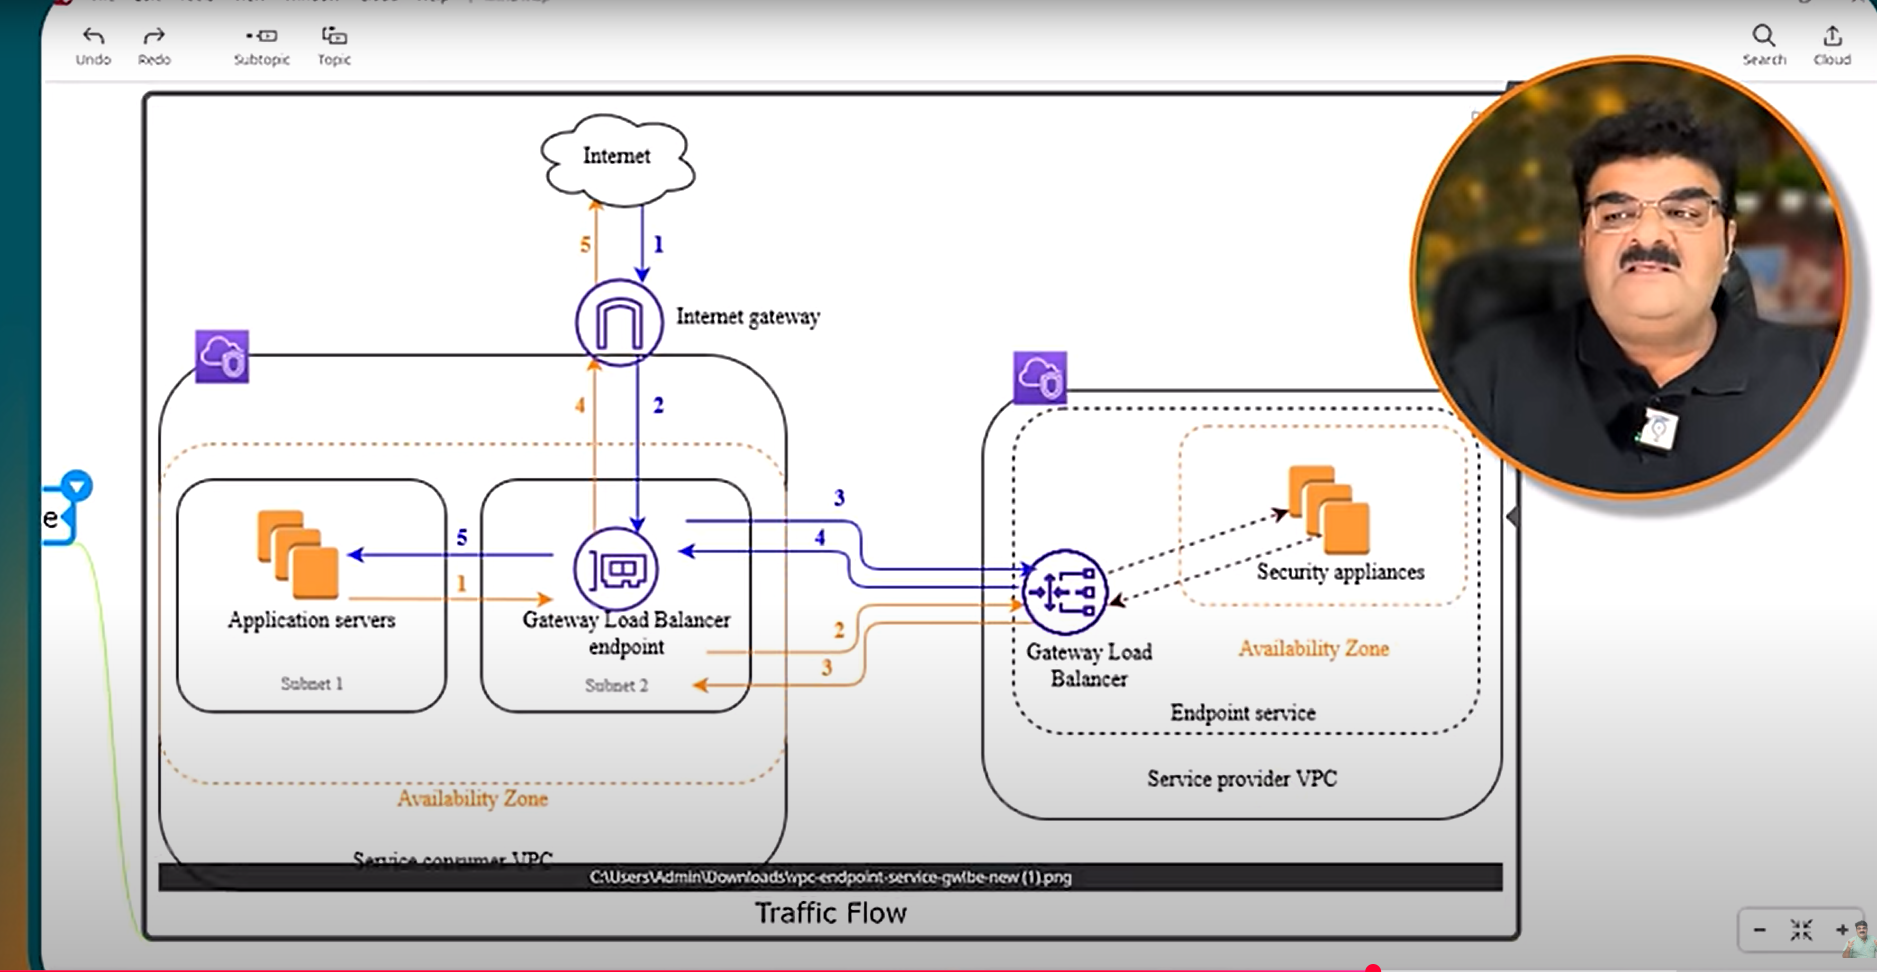 Undo
Redo
Subtopic
Topic
Search
Cloud
Internet
5
1
Internet gateway
4
2
e
3
4
5
1
Application servers
Gateway Load Balancer
endpoint
Subnet 1
Subnet 2
2
3
Security appliances
Gateway Load
Balancer
Availability Zone
Endpoint service
Service provider VPC
Availability Zone
Service consumer VPC
C:\Users\Admin\Downloads\vpc-endpoint-service-gwlbe-new (1).png
Traffic Flow